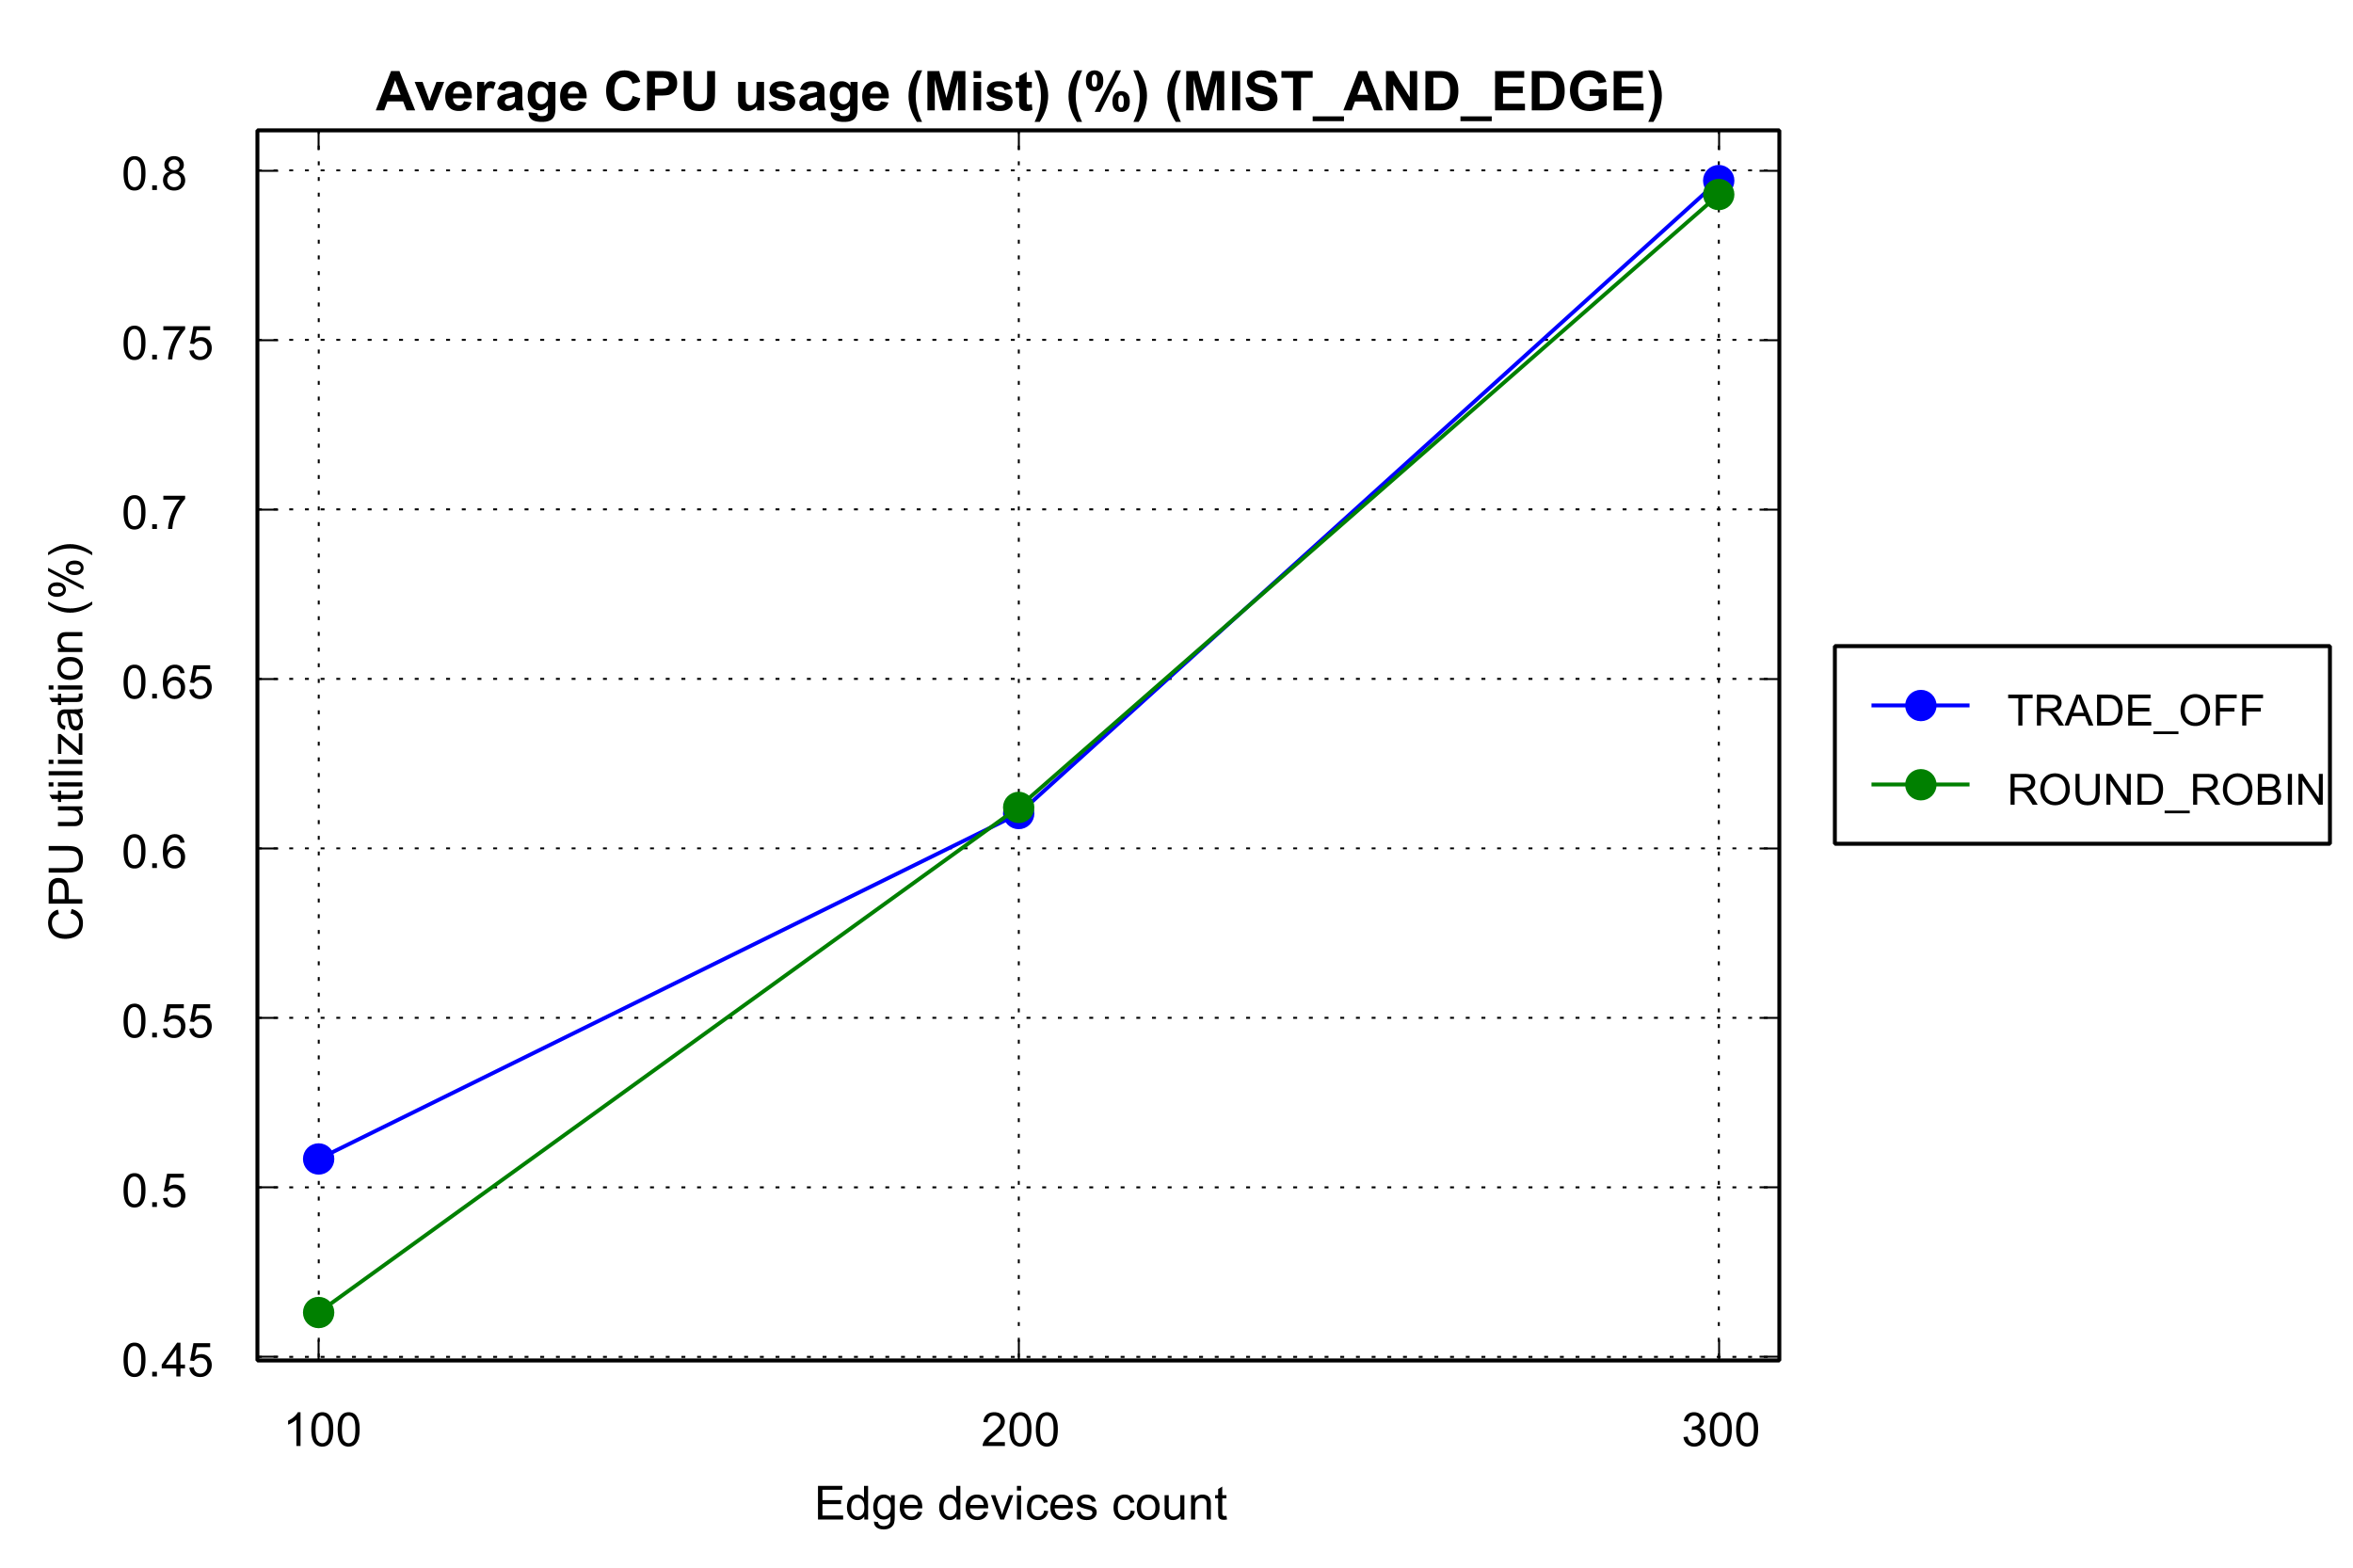 Average CPU usage (Mist) (%) (MIST_AND_EDGE)
CPU utilization (%)
0.8
0.75
0.7
0.65
0.6
0.55
0.5
0.45
100
200
300
Edge devices count
TRADE_OFF
ROUND_ROBIN